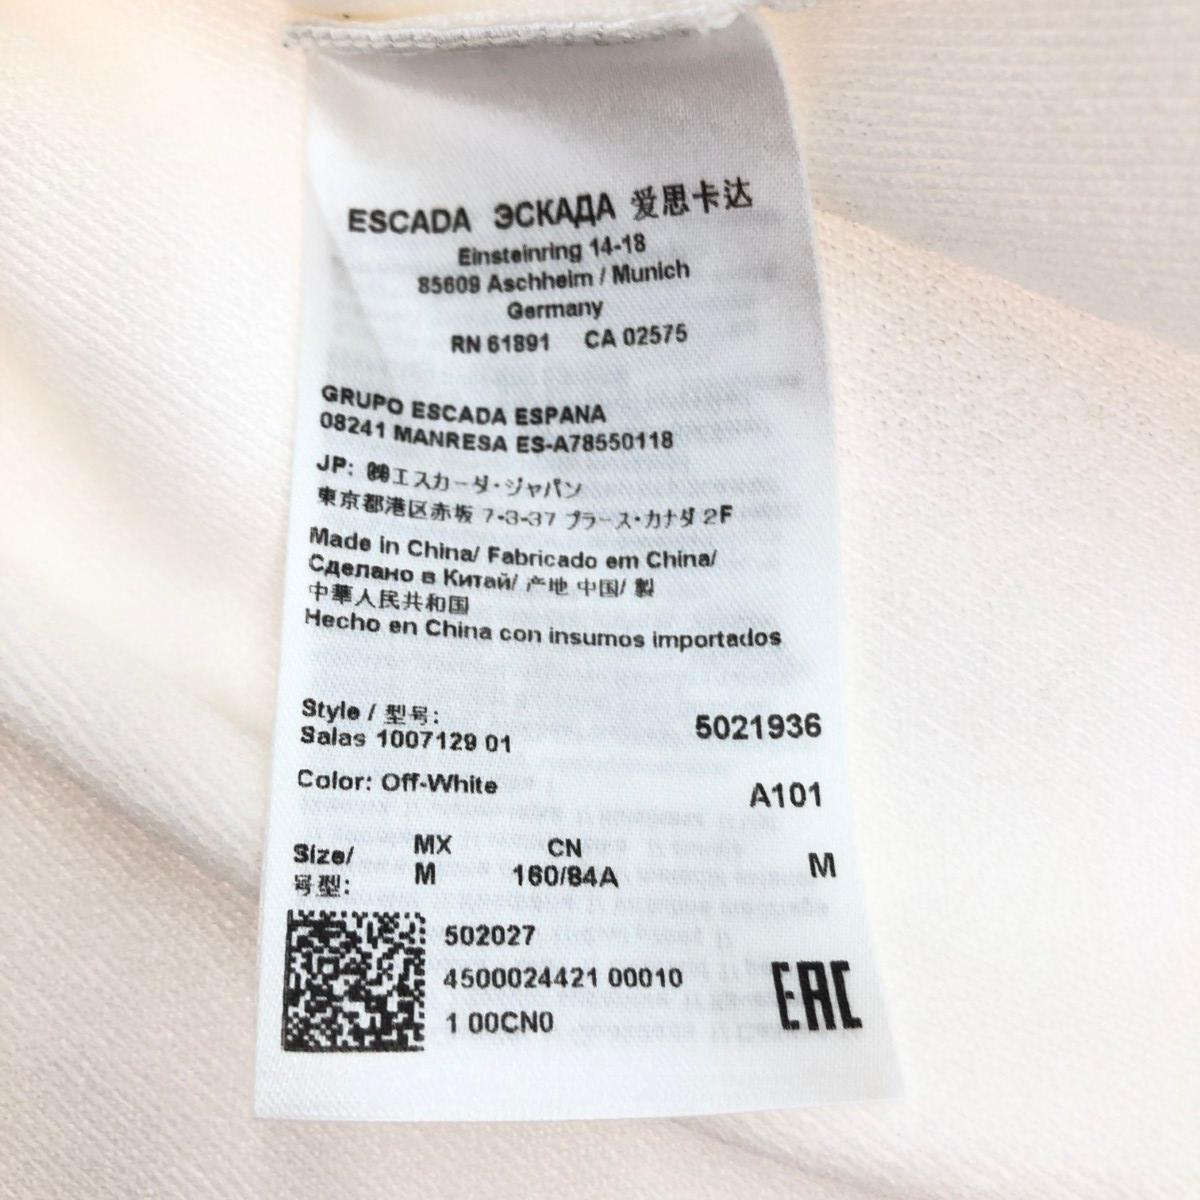 ESCADA ЭСКАДА 爱思卡达
Einsteinring 14-18
85609 Aschheim / Munich
Germany
RN 61891 CA 02575
GRUPO ESCADA ESPANA
08241 MANRESA ES-A78550118
JP: ㈱エスカーダ・ジャパン
東京都港区赤坂 7-3-37 プラース・カナダ 2F
Made in China/ Fabricado em China/
Сделано в Китай/ 产地 中国/ 製
中華人民共和国
Hecho en China con insumos importados
Style / 型号: 5021936
Salas 1007129 01
Color: Off-White A101
Size/ MX CN M
号型: M 160/84A
502027
4500024421 00010
1 00CN0
EAC